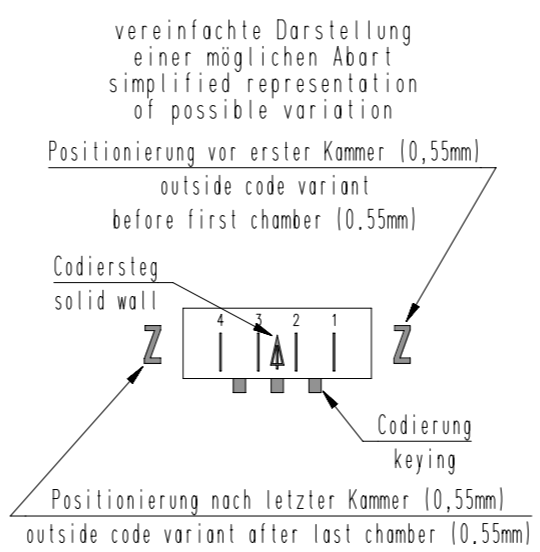 vereinfachte Darstellung
einer möglichen Abart
simplified representation
of possible variation
Positionierung vor erster Kammer (0,55mm)
outside code variant
before first chamber (0.55mm)
Codiersteg
solid wall
4 3 2 1
Z Z
Codierung
keying
Positionierung nach letzter Kammer (0,55mm)
outside code variant after last chamber (0,55mm)